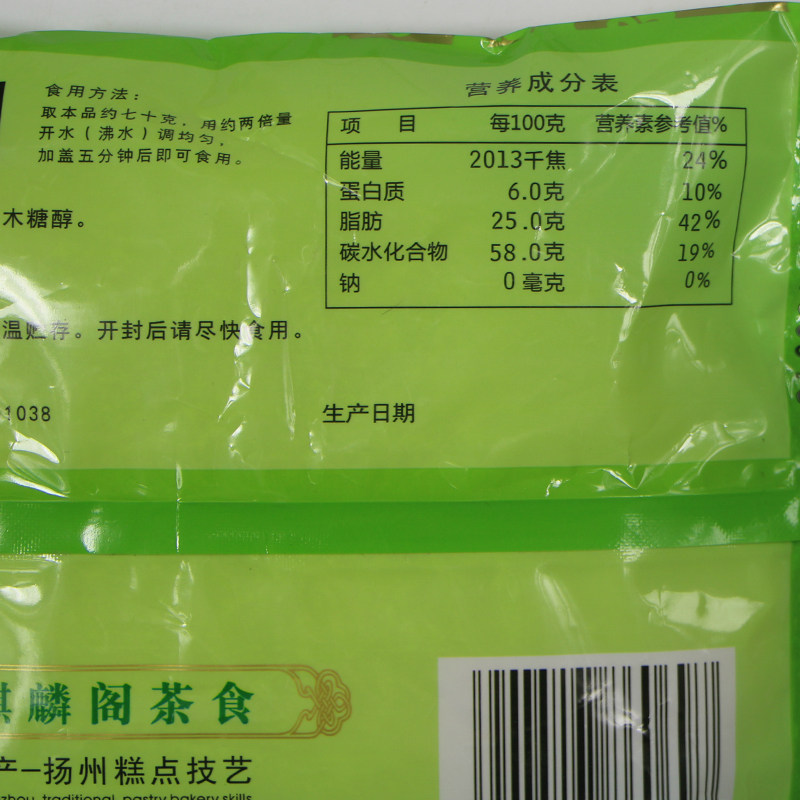 食用方法：
取本品约七十克，用约两倍量
开水（沸水）调均匀，
加盖五分钟后即可食用。
木糖醇。
温贮存。开封后请尽快食用。
1038
营养成分表
项 目 每100克 营养素参考值%
能量 2013千焦 24%
蛋白质 6.0克 10%
脂肪 25.0克 42%
碳水化合物 58.0克 19%
钠 0毫克 0%
生产日期
麒麟阁茶食
产—扬州糕点技艺
zhou traditional pastry bakery skills